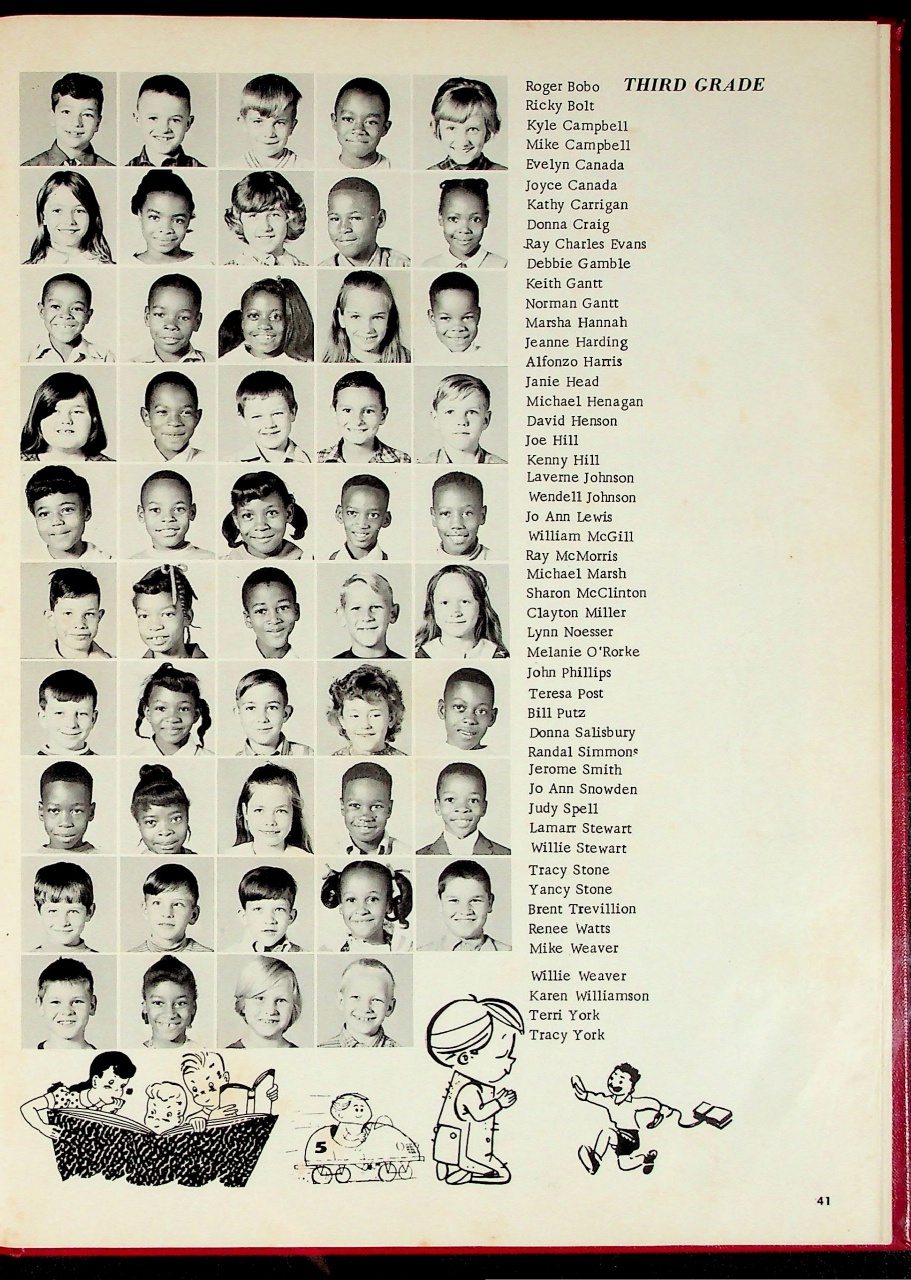 Roger Bobo THIRD GRADE
Ricky Bolt
Kyle Campbell
Mike Campbell
Evelyn Canada
Joyce Canada
Kathy Carrigan
Donna Craig
Ray Charles Evans
Debbie Gamble
Keith Gantt
Norman Gantt
Marsha Hannah
Jeanne Harding
Alfonzo Harris
Janie Head
Michael Henagan
David Henson
Joe Hill
Kenny Hill
Laverne Johnson
Wendell Johnson
Jo Ann Lewis
William McGill
Ray McMorris
Michael Marsh
Sharon McClinton
Clayton Miller
Lynn Noesser
Melanie O'Rorke
John Phillips
Teresa Post
Bill Putz
Donna Salisbury
Randal Simmons
Jerome Smith
Jo Ann Snowden
Judy Spell
Lamarr Stewart
Willie Stewart
Tracy Stone
Yancy Stone
Brent Trevillion
Renee Watts
Mike Weaver
Willie Weaver
Karen Williamson
Terri York
Tracy York
5
41